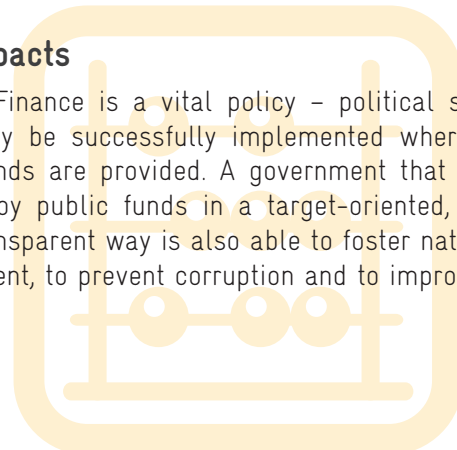 pacts
Finance is a vital policy – political s
y be successfully implemented wher
nds are provided. A government that
oy public funds in a target-oriented,
nsparent way is also able to foster nat
ent, to prevent corruption and to impro